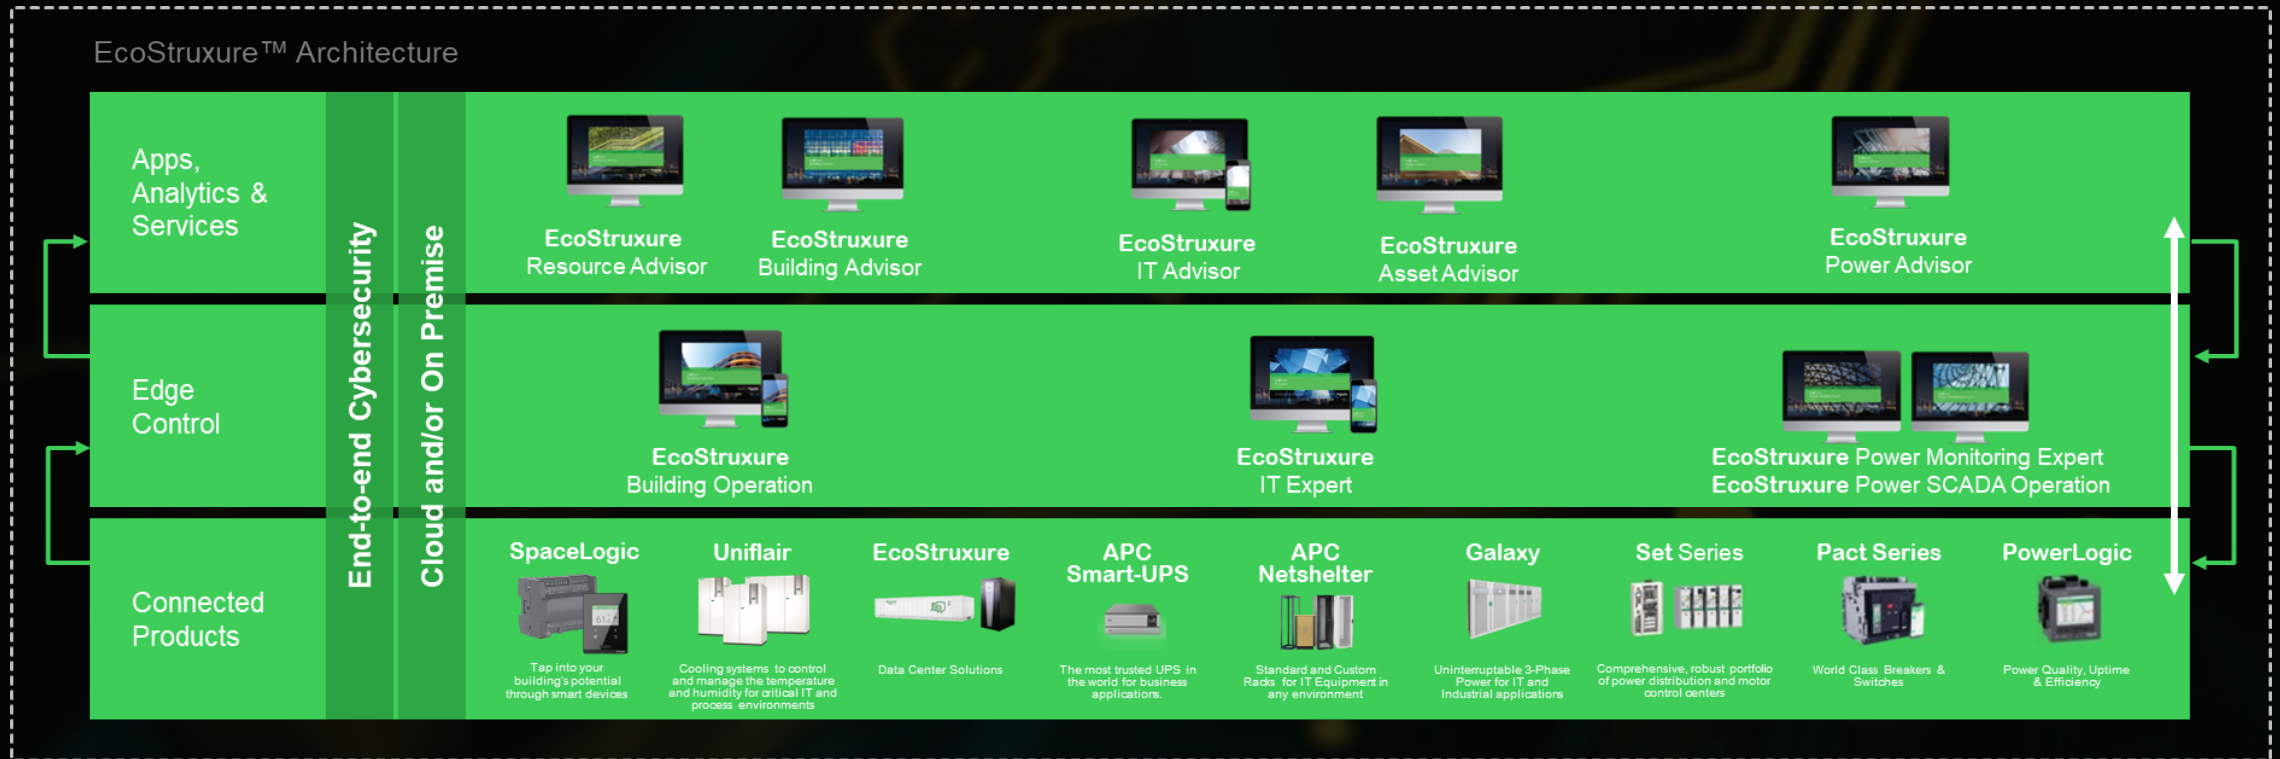 EcoStruxure™ Architecture
Apps,
Analytics &
Services
End-to-end Cybersecurity
Cloud and/or On Premise
EcoStruxure
Resource Advisor
EcoStruxure
Building Advisor
EcoStruxure
IT Advisor
EcoStruxure
Asset Advisor
EcoStruxure
Power Advisor
Edge
Control
EcoStruxure
Building Operation
EcoStruxure
IT Expert
EcoStruxure Power Monitoring Expert
EcoStruxure Power SCADA Operation
Connected
Products
SpaceLogic
Tap into your
building's potential
through smart devices
Uniflair
Cooling systems to control
and manage the temperature
and humidity for critical IT and
process environments
EcoStruxure
Data Center Solutions
APC
Smart-UPS
The most trusted UPS in
the world for business
applications.
APC
Netshelter
Standard and Custom
Racks for IT Equipment in
any environment
Galaxy
Uninterruptable 3-Phase
Power for IT and
Industrial applications
Set Series
Comprehensive, robust portfolio
of power distribution and motor
control centers
Pact Series
World Class Breakers &
Switches
PowerLogic
Power Quality, Uptime
& Efficiency